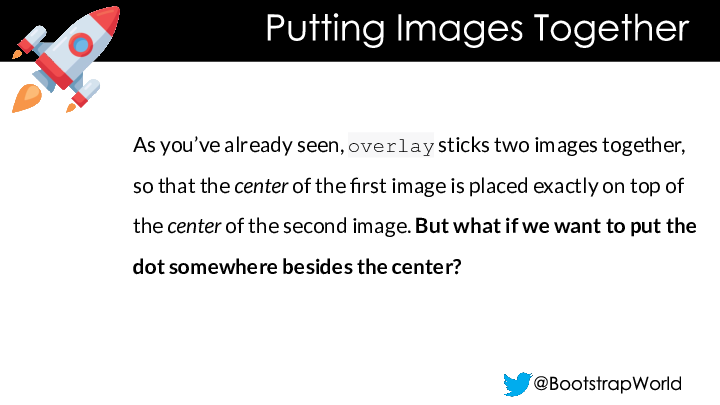 Putting Images Together
As you’ve already seen, overlay sticks two images together,
so that the center of the first image is placed exactly on top of
the center of the second image. But what if we want to put the
dot somewhere besides the center?
@BootstrapWorld